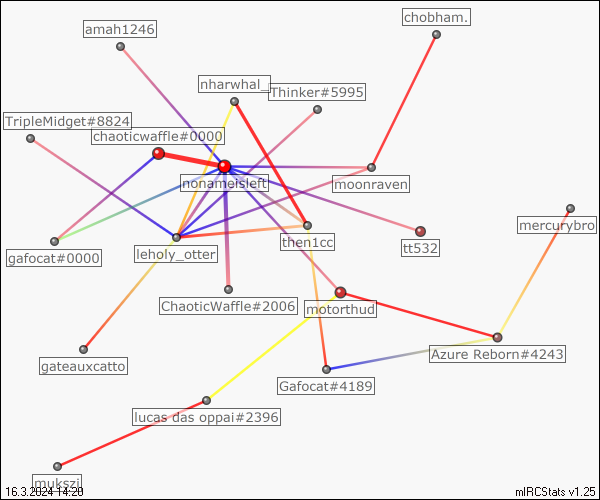 chobham.
amah1246
nharwhal_
Thinker#5995
TripleMidget#8824
chaoticwaffle#0000
nonameisleft
moonraven
mercurybro
leholy_otter
then1cc
tt532
gafocat#0000
ChaoticWaffle#2006
motorthud
gateauxcatto
Azure Reborn#4243
Gafocat#4189
lucas das oppai#2396
mukszi
16.3.2024 14:20
mIRCStats v1.25